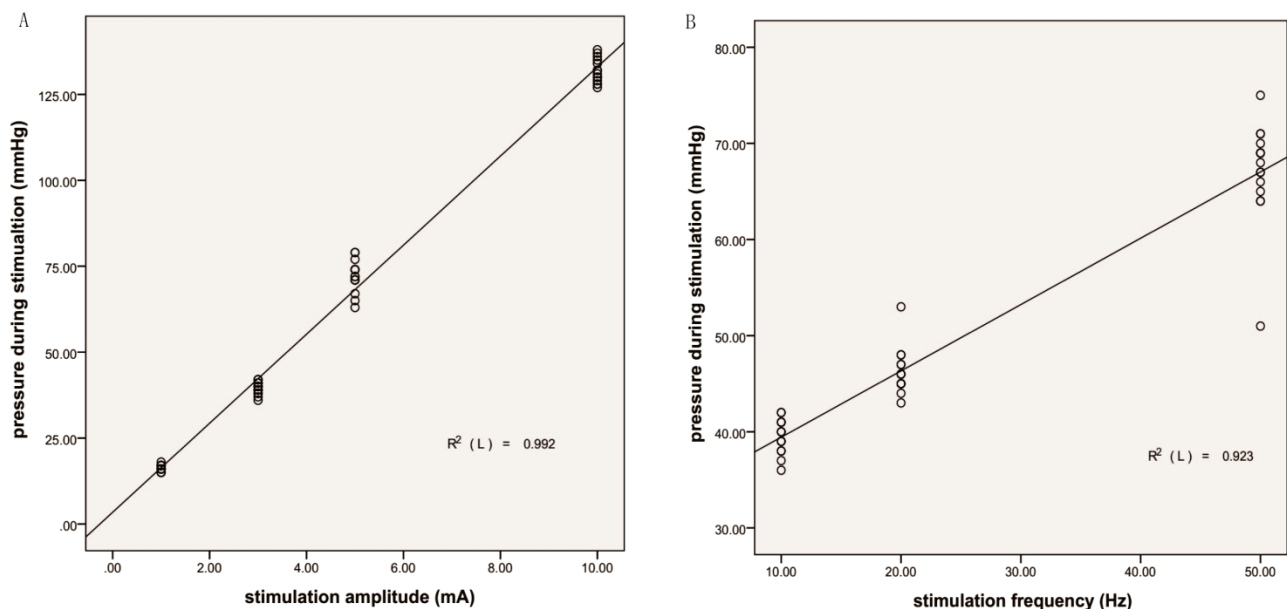 A
pressure during stimualtion (mmHg)
125.00
100.00
75.00
50.00
25.00
.00
R² (L) = 0.992
.00 2.00 4.00 6.00 8.00 10.00
stimulation amplitude (mA)
B
pressure during stimulation (mmHg)
80.00
70.00
60.00
50.00
40.00
30.00
R² (L) = 0.923
10.00 20.00 30.00 40.00 50.00
stimulation frequency (Hz)